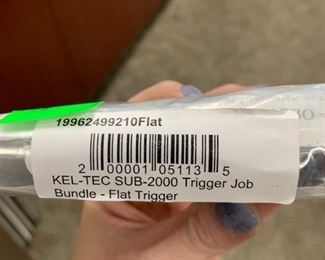 19962499210Flat
2 00001 05113 5
KEL-TEC SUB-2000 Trigger Job
Bundle - Flat Trigger